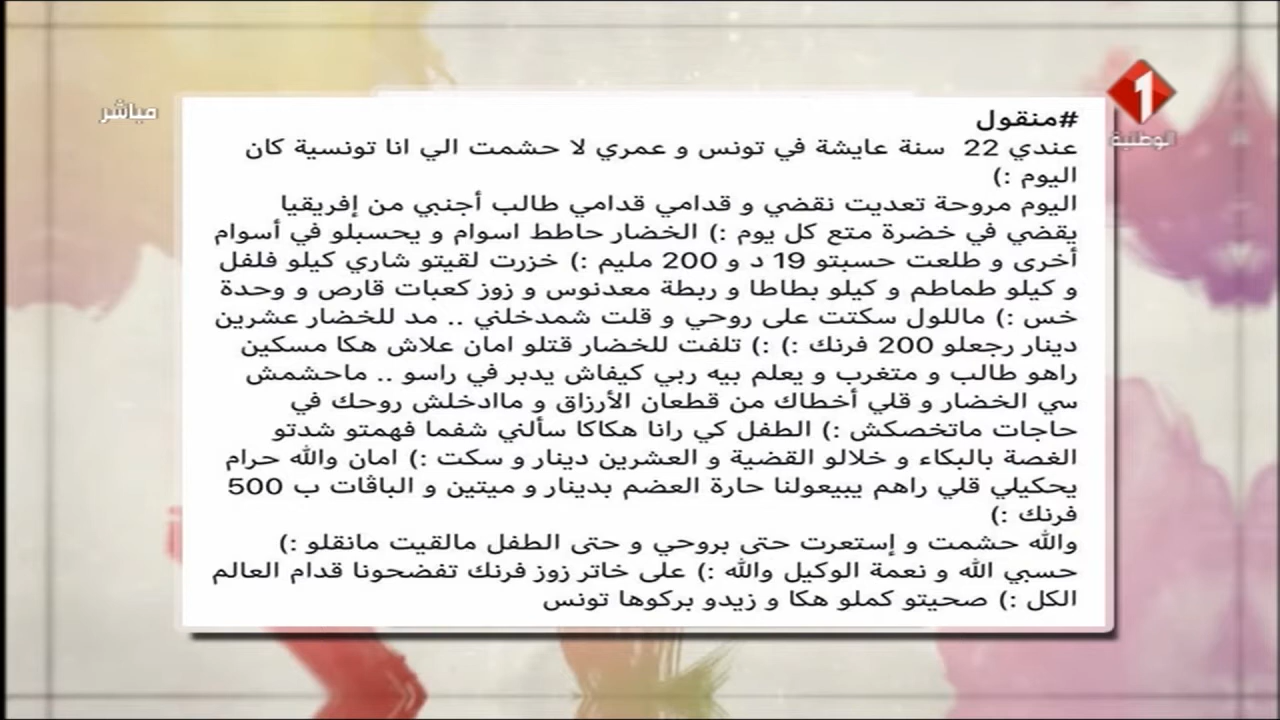 مباشر
الوطنية
#منقول
عندي 22 سنة عايشة في تونس و عمري لا حشمت الي انا تونسية كان
اليوم :)
اليوم مروحة تعديت نقضي و قدامي قدامي طالب أجنبي من إفريقيا
يقضي في خضرة متع كل يوم :) الخضار حاطط اسوام و يحسبلو في أسوام
أخرى و طلعت حسبتو 19 د و 200 مليم :) خزرت لقيتو شاري كيلو فلفل
و كيلو طماطم و كيلو بطاطا و ربطة معدنوس و زوز كعبات قارص و وحدة
خس :) ماللول سكتت على روحي و قلت شمدخلني .. مد للخضار عشرين
دينار رجعلو 200 فرنك :) :) تلفت للخضار قتلو امان علاش هكا مسكين
راهو طالب و متغرب و يعلم بيه ربي كيفاش يدبر في راسو .. ماحشمش
سي الخضار و قلي أخطاك من قطعان الأرزاق و ماادخلش روحك في
حاجات ماتخصكش :) الطفل كي رانا هكاكا سألني شفما فهمتو شدتو
الغصة بالبكاء و خلالو القضية و العشرين دينار و سكت :) امان والله حرام
يحكيلي قلي راهم يبيعولنا حارة العضم بدينار و ميتين و الباڨات ب 500
فرنك :)
والله حشمت و إستعرت حتى بروحي و حتى الطفل مالقيت مانقلو :)
حسبي الله و نعمة الوكيل والله :) على خاتر زوز فرنك تفضحونا قدام العالم
الكل :) صحيتو كملو هكا و زيدو بركوها تونس